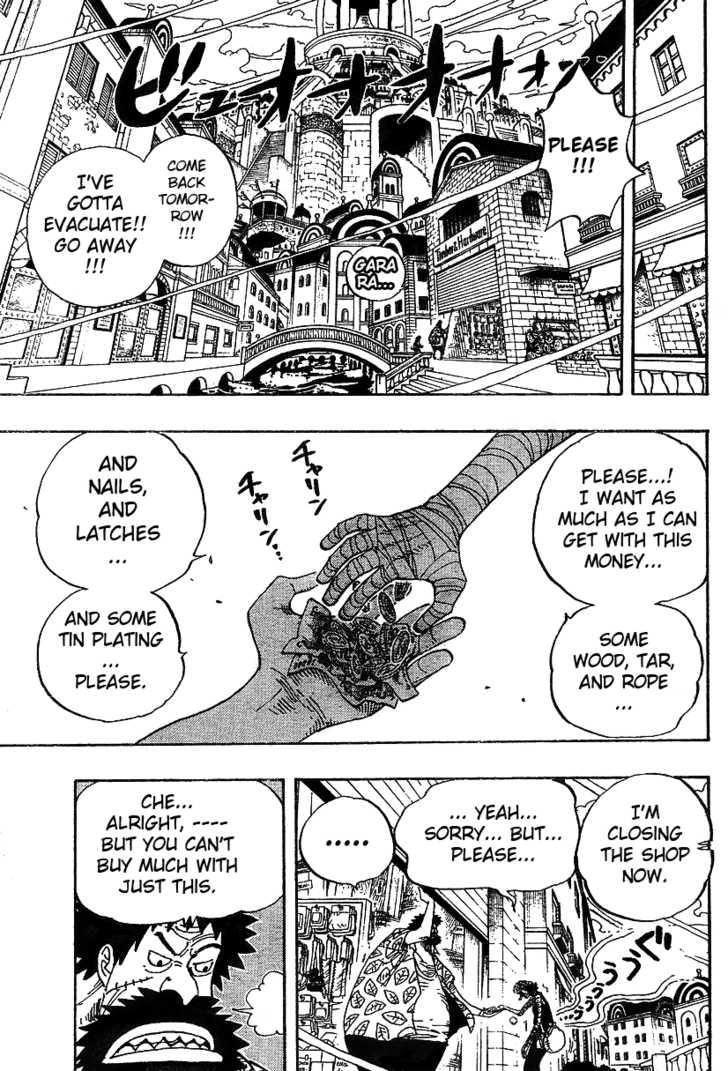 PLEASE
!!!
ビュオオオオオン
COME
BACK
TOMOR-
ROW
!!!
I'VE
GOTTA
EVACUATE!!
GO AWAY
!!!
GARA
RA...
Hardware
PLEASE...!
I WANT AS
MUCH AS I CAN
GET WITH THIS
MONEY...
SOME
WOOD, TAR,
AND ROPE
...
チャリン
チャリン...
AND
NAILS,
AND
LATCHES
...
AND SOME
TIN PLATING
...
PLEASE.
I'M
CLOSING
THE SHOP
NOW.
... YEAH...
SORRY... BUT...
PLEASE...
.....
CHE...
ALRIGHT, ----
BUT YOU CAN'T
BUY MUCH WITH
JUST THIS.